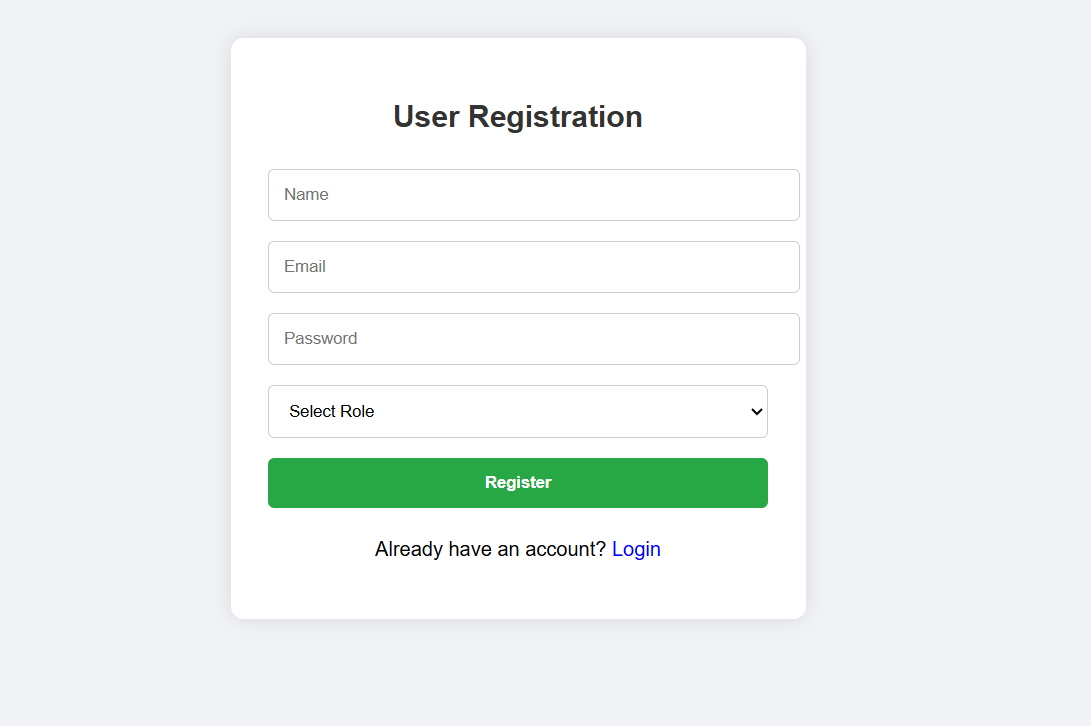 User Registration
Name
Email
Password
Select Role
Register
Already have an account? Login